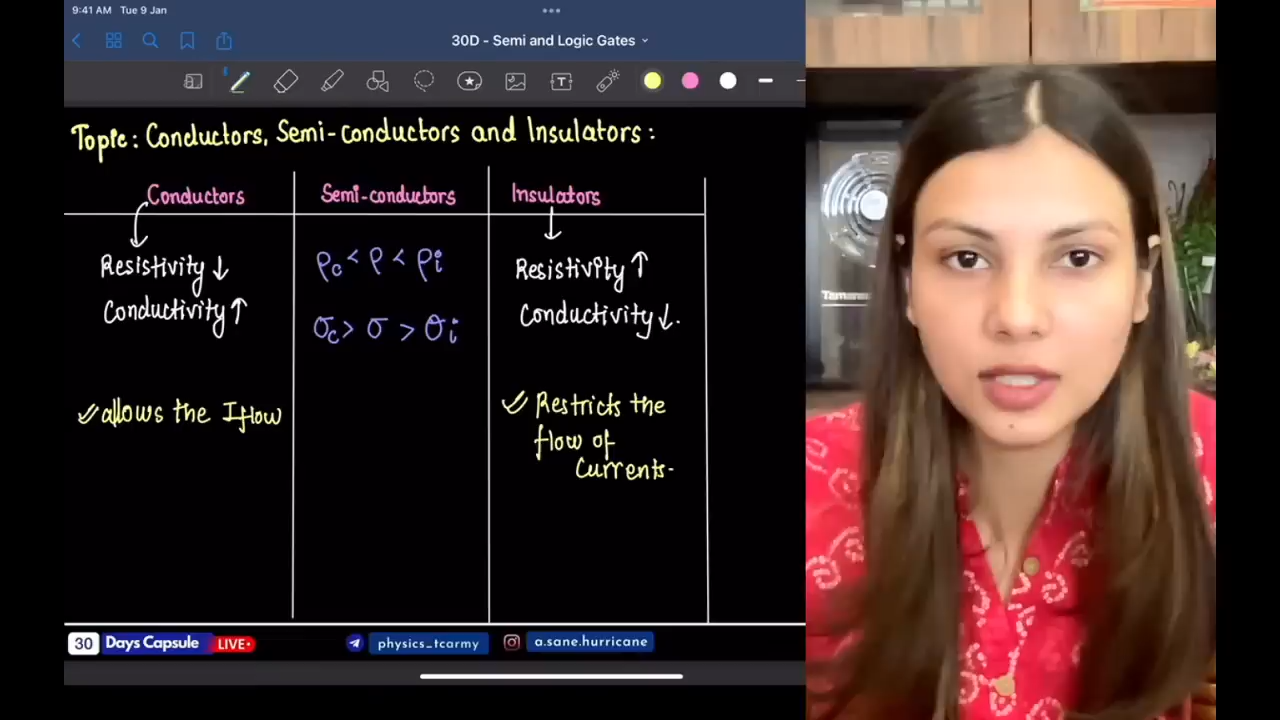 9:41 AM Tue 9 Jan
30D - Semi and Logic Gates
Topic: Conductors, Semi-conductors and Insulators:
Conductors Semi-conductors Insulators
Resistivity ↓ ρc < ρ < ρi Resistivity ↑
Conductivity ↑ σc > σ > σi Conductivity ↓.
✓ allows the I flow ✓ Restricts the
flow of
Currents.
30 Days Capsule LIVE physics_tcarmy a.sane.hurricane